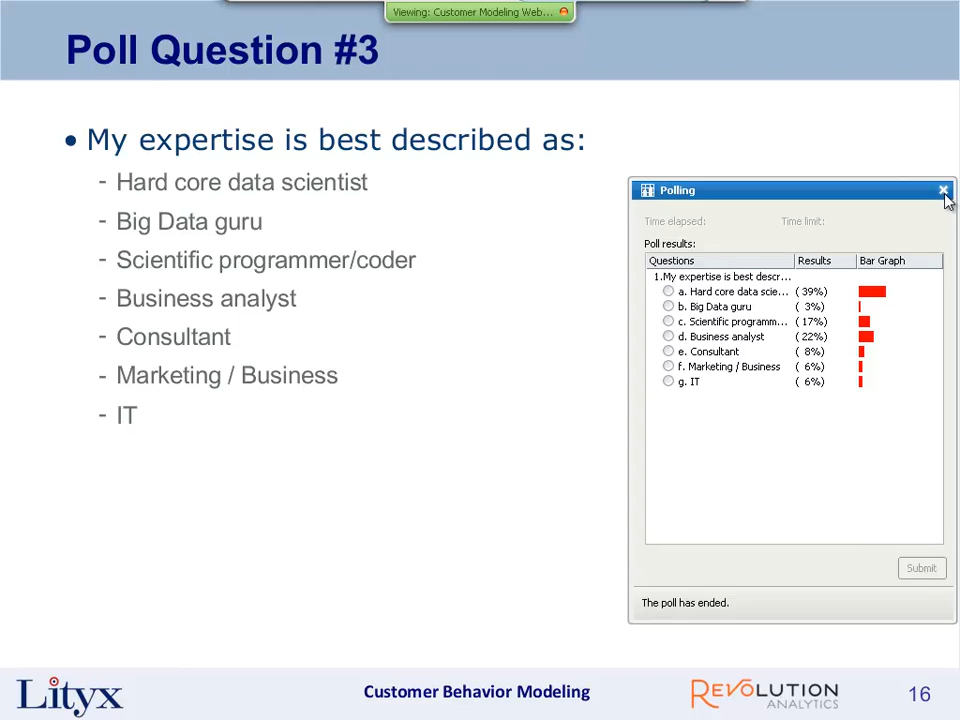 Viewing: Customer Modeling Web...
Poll Question #3
• My expertise is best described as:
- Hard core data scientist
- Big Data guru
- Scientific programmer/coder
- Business analyst
- Consultant
- Marketing / Business
- IT
Polling
Time elapsed: Time limit:
Poll results:
Questions Results Bar Graph
1.My expertise is best descr...
a. Hard core data scie... ( 39%)
b. Big Data guru ( 3%)
c. Scientific programm... ( 17%)
d. Business analyst ( 22%)
e. Consultant ( 8%)
f. Marketing / Business ( 6%)
g. IT ( 6%)
Submit
The poll has ended.
Lityx
Customer Behavior Modeling
REVOLUTION
ANALYTICS
16